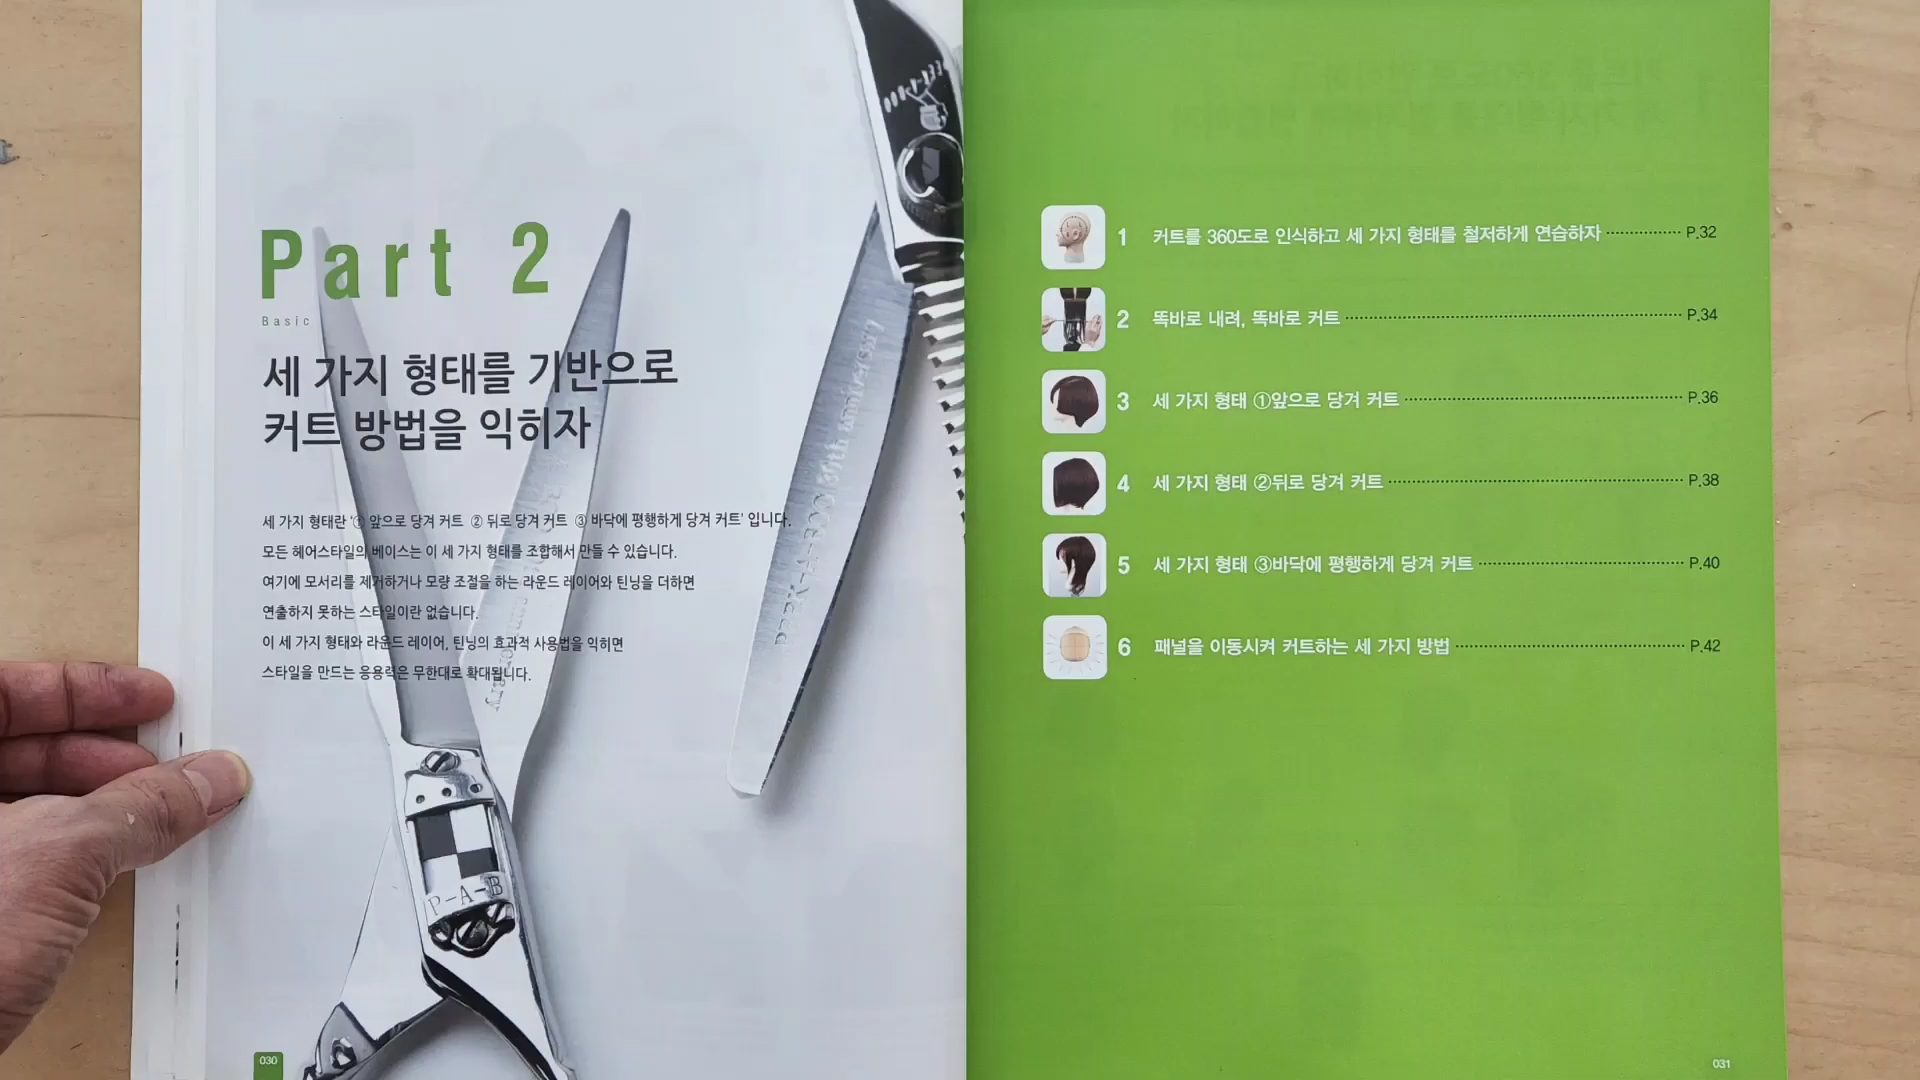 Part 2
Basic
세 가지 형태를 기반으로
커트 방법을 익히자
세 가지 형태란 '① 앞으로 당겨 커트 ② 뒤로 당겨 커트 ③ 바닥에 평행하게 당겨 커트' 입니다.
모든 헤어스타일의 베이스는 이 세 가지 형태를 조합해서 만들 수 있습니다.
여기에 모서리를 제거하거나 모량 조절을 하는 라운드 레이어와 틴닝을 더하면
연출하지 못하는 스타일이란 없습니다.
이 세 가지 형태와 라운드 레이어, 틴닝의 효과적 사용법을 익히면
스타일을 만드는 응용력은 무한대로 확대됩니다.
PEEK-A-BOO 30th anniversary
P-A-B
030
1 커트를 360도로 인식하고 세 가지 형태를 철저하게 연습하자 P.32
2 똑바로 내려, 똑바로 커트 P.34
3 세 가지 형태 ①앞으로 당겨 커트 P.36
4 세 가지 형태 ②뒤로 당겨 커트 P.38
5 세 가지 형태 ③바닥에 평행하게 당겨 커트 P.40
6 패널을 이동시켜 커트하는 세 가지 방법 P.42
031